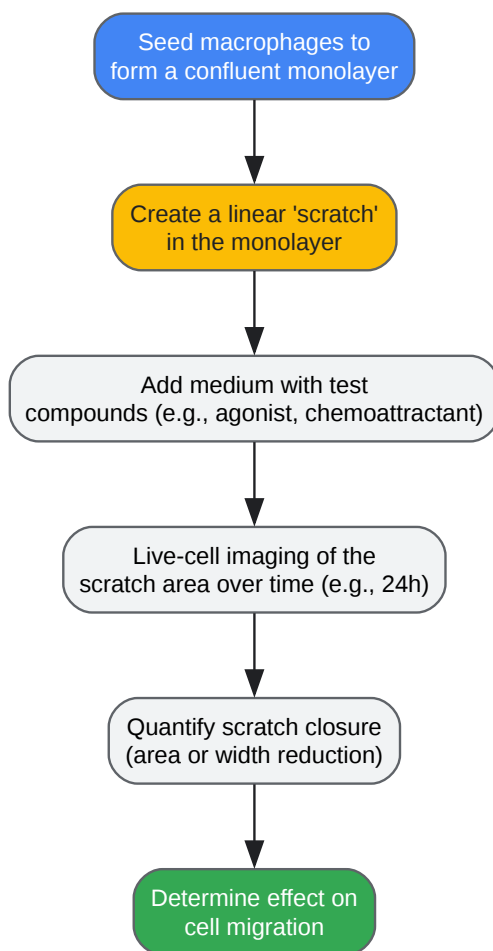 Seed macrophages to
form a confluent monolayer
Create a linear 'scratch'
in the monolayer
Add medium with test
compounds (e.g., agonist, chemoattractant)
Live-cell imaging of the
scratch area over time (e.g., 24h)
Quantify scratch closure
(area or width reduction)
Determine effect on
cell migration